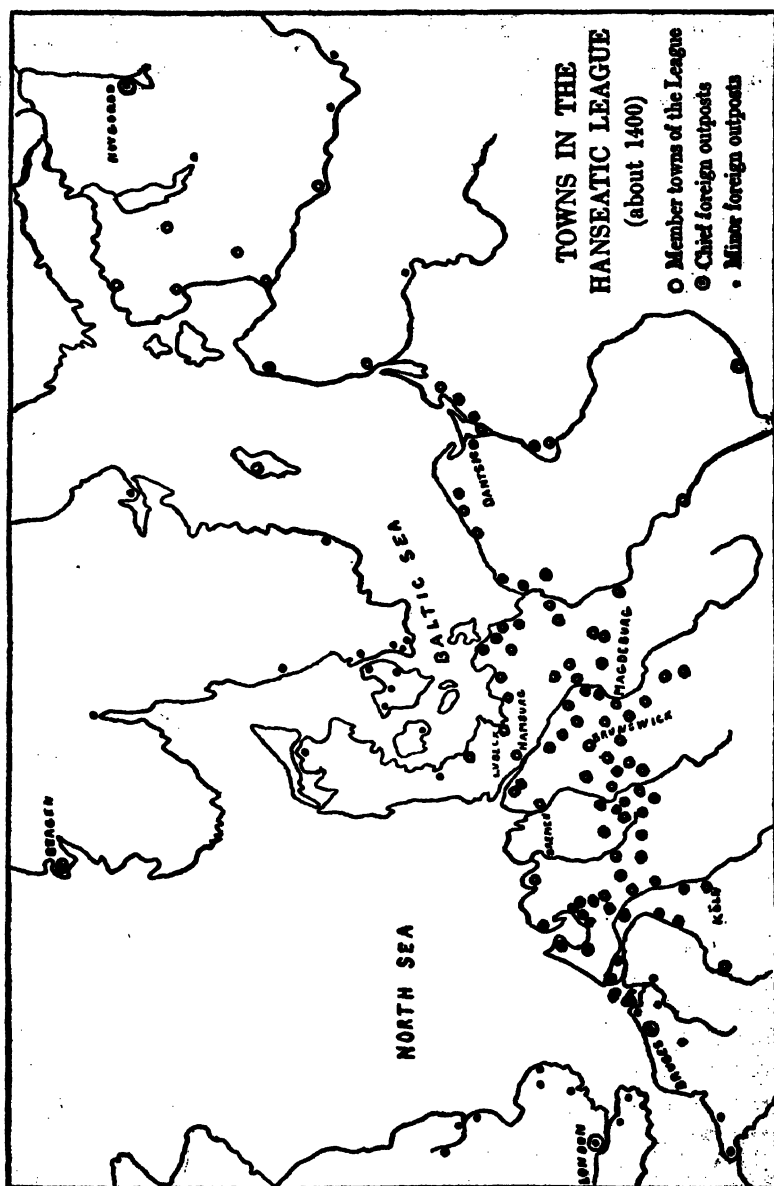 TOWNS IN THE
HANSEATIC LEAGUE
(about 1400)
Member towns of the League
Chief foreign outposts
Minor foreign outposts
BERGEN
NOVGOROD
NORTH SEA
BALTIC SEA
DANTSIC
LUBECK
HAMBURG
BREMEN
MAGDEBURG
BRUNSWICK
KÖLN
BRUGES
LONDON